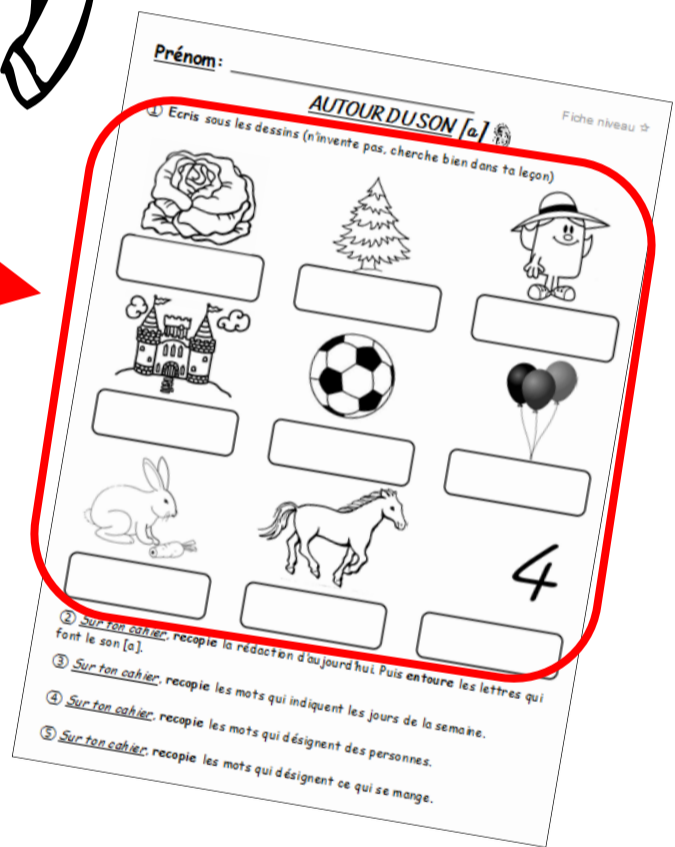 Prénom:
AUTOUR DU SON [a]
Fiche niveau
① Ecris sous les dessins (n'invente pas, cherche bien dans ta leçon)
4
② Sur ton cahier, recopie la rédaction d'aujourd'hui. Puis entoure les lettres qui
font le son [a].
③ Sur ton cahier, recopie les mots qui indiquent les jours de la semaine.
④ Sur ton cahier, recopie les mots qui désignent des personnes.
⑤ Sur ton cahier, recopie les mots qui désignent ce qui se mange.